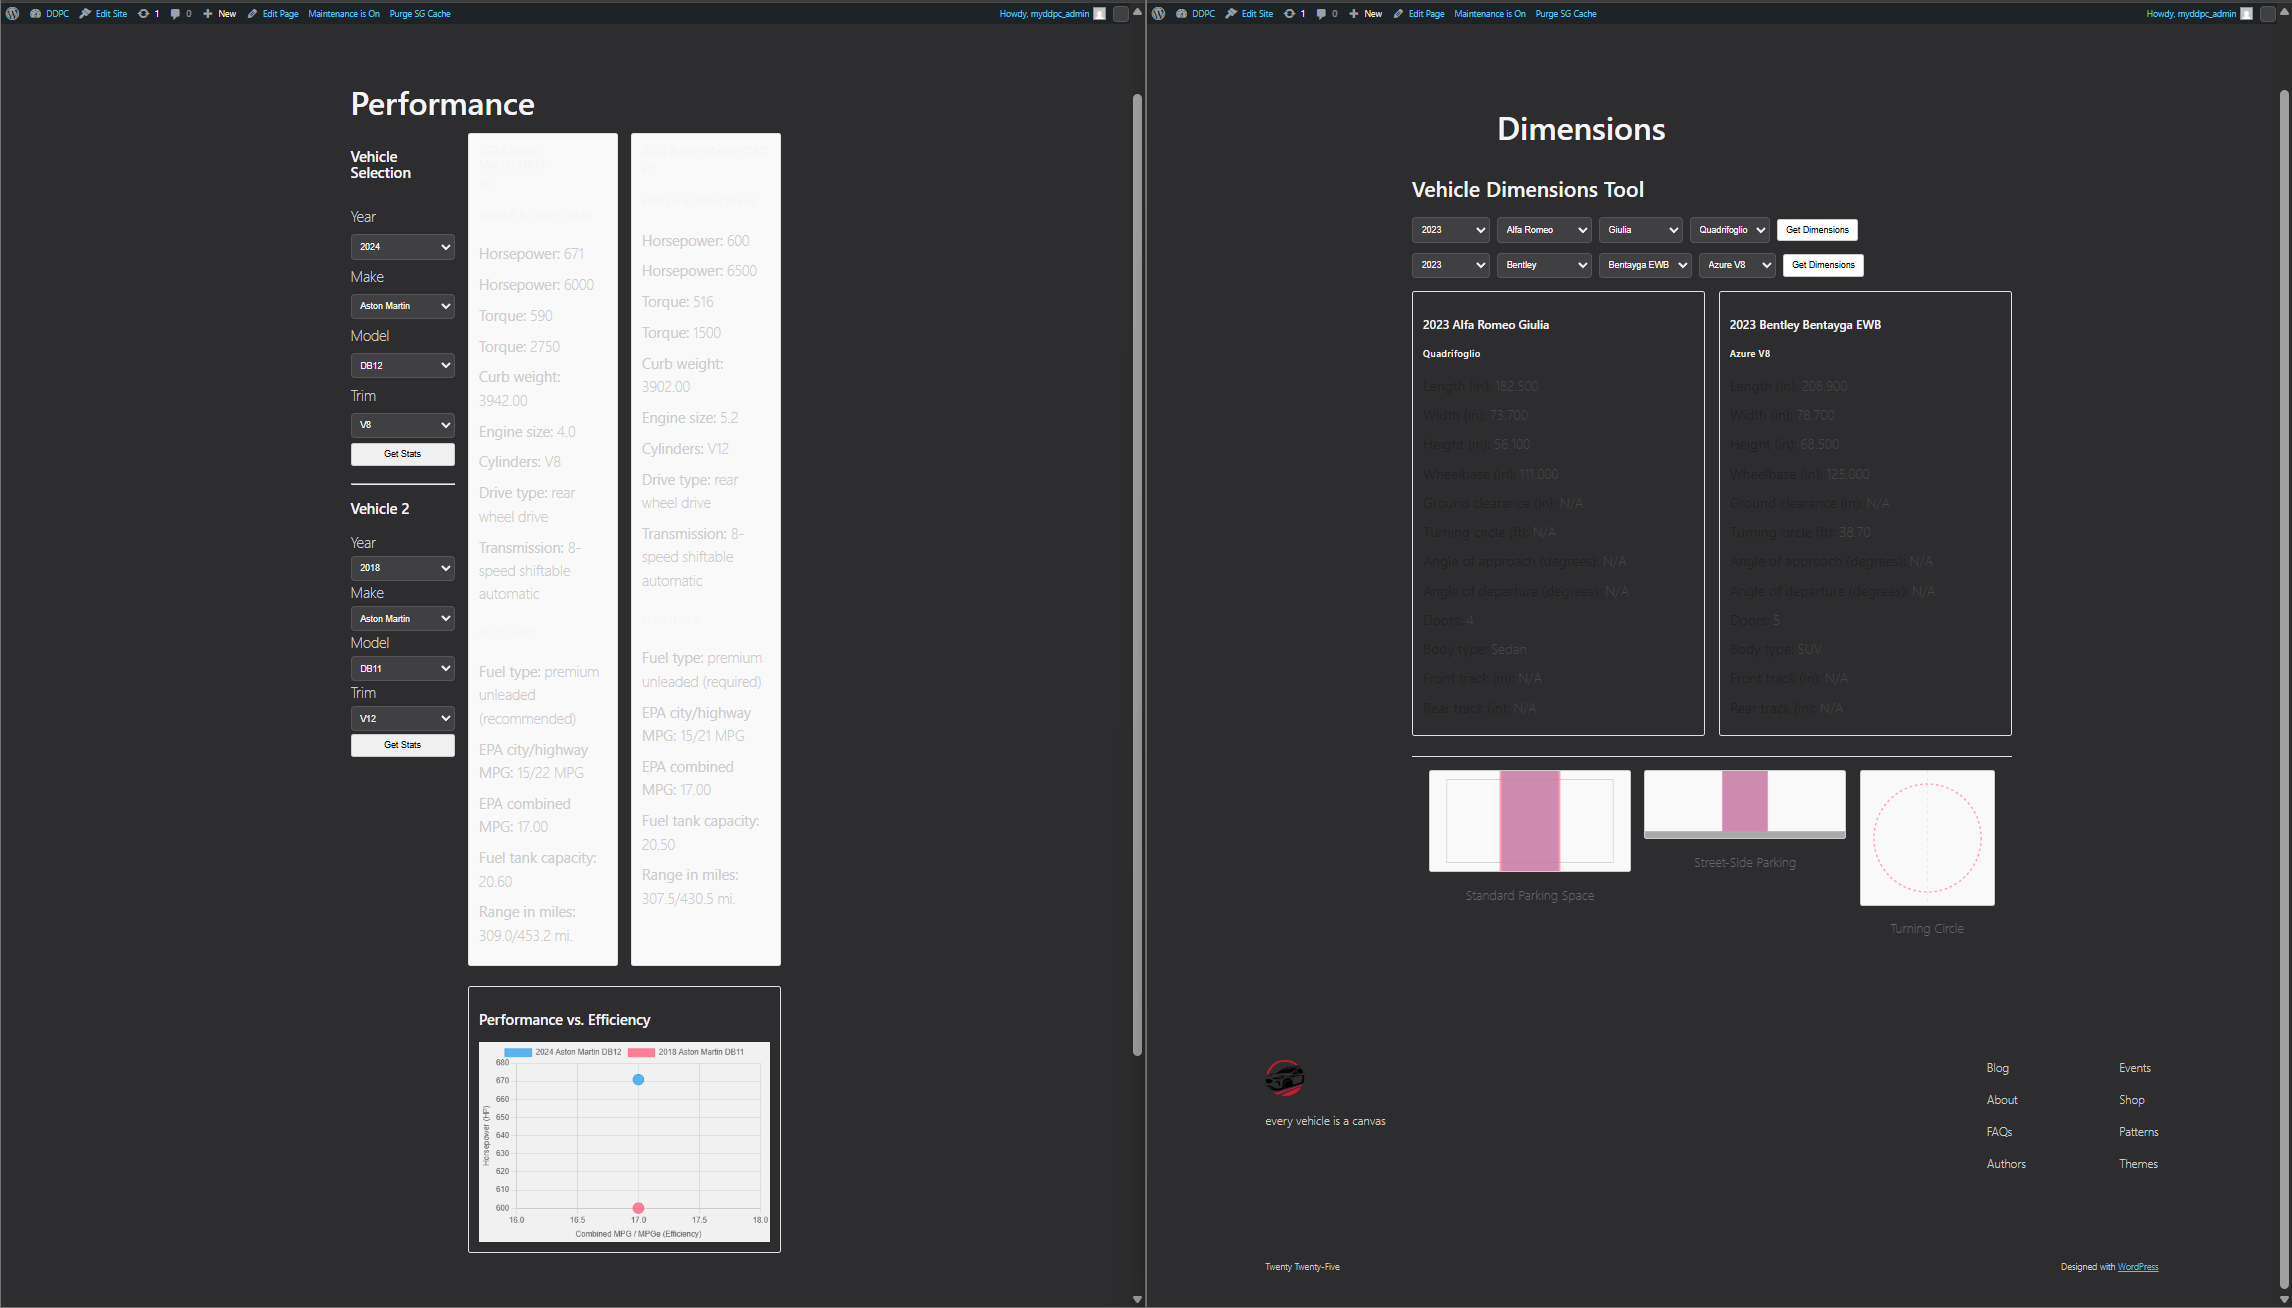 DDPC
Edit Site
1
0
New
Edit Page
Maintenance is On
Purge SG Cache
Howdy, myddpc_admin
Performance
Vehicle
Selection
Year
2024
Make
Aston Martin
Model
DB12
Trim
V8
Get Stats
Vehicle 2
Year
2018
Make
Aston Martin
Model
DB11
Trim
V12
Get Stats
Horsepower: 671
Horsepower: 6000
Torque: 590
Torque: 2750
Curb weight:
3942.00
Engine size: 4.0
Cylinders: V8
Drive type: rear
wheel drive
Transmission: 8-
speed shiftable
automatic
Fuel type: premium
unleaded
(recommended)
EPA city/highway
MPG: 15/22 MPG
EPA combined
MPG: 17.00
Fuel tank capacity:
20.60
Range in miles:
309.0/453.2 mi.
Horsepower: 600
Horsepower: 6500
Torque: 516
Torque: 1500
Curb weight:
3902.00
Engine size: 5.2
Cylinders: V12
Drive type: rear
wheel drive
Transmission: 8-
speed shiftable
automatic
Fuel type: premium
unleaded (required)
EPA city/highway
MPG: 15/21 MPG
EPA combined
MPG: 17.00
Fuel tank capacity:
20.50
Range in miles:
307.5/430.5 mi.
Performance vs. Efficiency
2024 Aston Martin DB12
2018 Aston Martin DB11
Horsepower (HP)
680
670
660
650
640
630
620
610
600
16.0
16.5
17.0
17.5
18.0
Combined MPG / MPGe (Efficiency)
DDPC
Edit Site
1
0
New
Edit Page
Maintenance is On
Purge SG Cache
Howdy, myddpc_admin
Dimensions
Vehicle Dimensions Tool
2023
Alfa Romeo
Giulia
Quadrifoglio
Get Dimensions
2023
Bentley
Bentayga EWB
Azure V8
Get Dimensions
2023 Alfa Romeo Giulia
Quadrifoglio
Length (in): 182.500
Width (in): 73.700
Height (in): 56.100
Wheelbase (in): 111.000
Ground clearance (in): N/A
Turning circle (ft): N/A
Angle of approach (degrees): N/A
Angle of departure (degrees): N/A
Doors: 4
Body type: Sedan
Front track (in): N/A
Rear track (in): N/A
2023 Bentley Bentayga EWB
Azure V8
Length (in): 208.900
Width (in): 78.700
Height (in): 68.500
Wheelbase (in): 125.000
Ground clearance (in): N/A
Turning circle (ft): 38.70
Angle of approach (degrees): N/A
Angle of departure (degrees): N/A
Doors: 5
Body type: SUV
Front track (in): N/A
Rear track (in): N/A
Standard Parking Space
Street-Side Parking
Turning Circle
every vehicle is a canvas
Blog
About
FAQs
Authors
Events
Shop
Patterns
Themes
Twenty Twenty-Five
Designed with WordPress